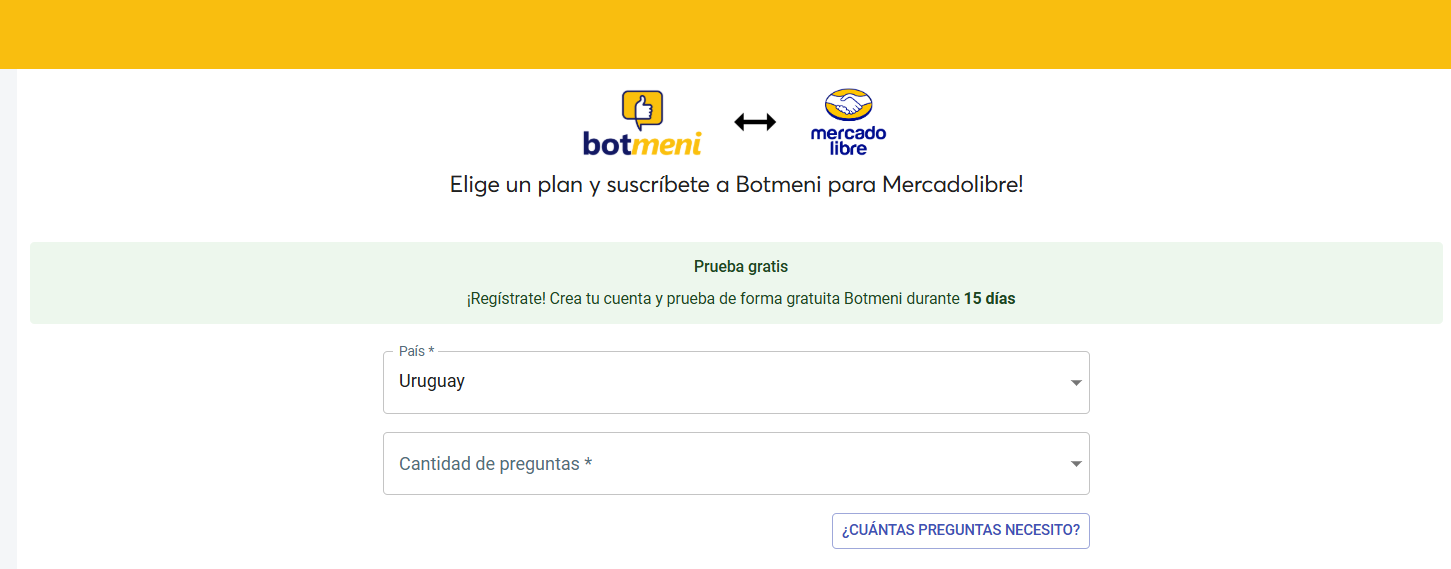 botmeni
mercado
libre
Elige un plan y suscríbete a Botmeni para Mercadolibre!
Prueba gratis
¡Regístrate! Crea tu cuenta y prueba de forma gratuita Botmeni durante 15 días
País *
Uruguay
Cantidad de preguntas *
¿CUÁNTAS PREGUNTAS NECESITO?